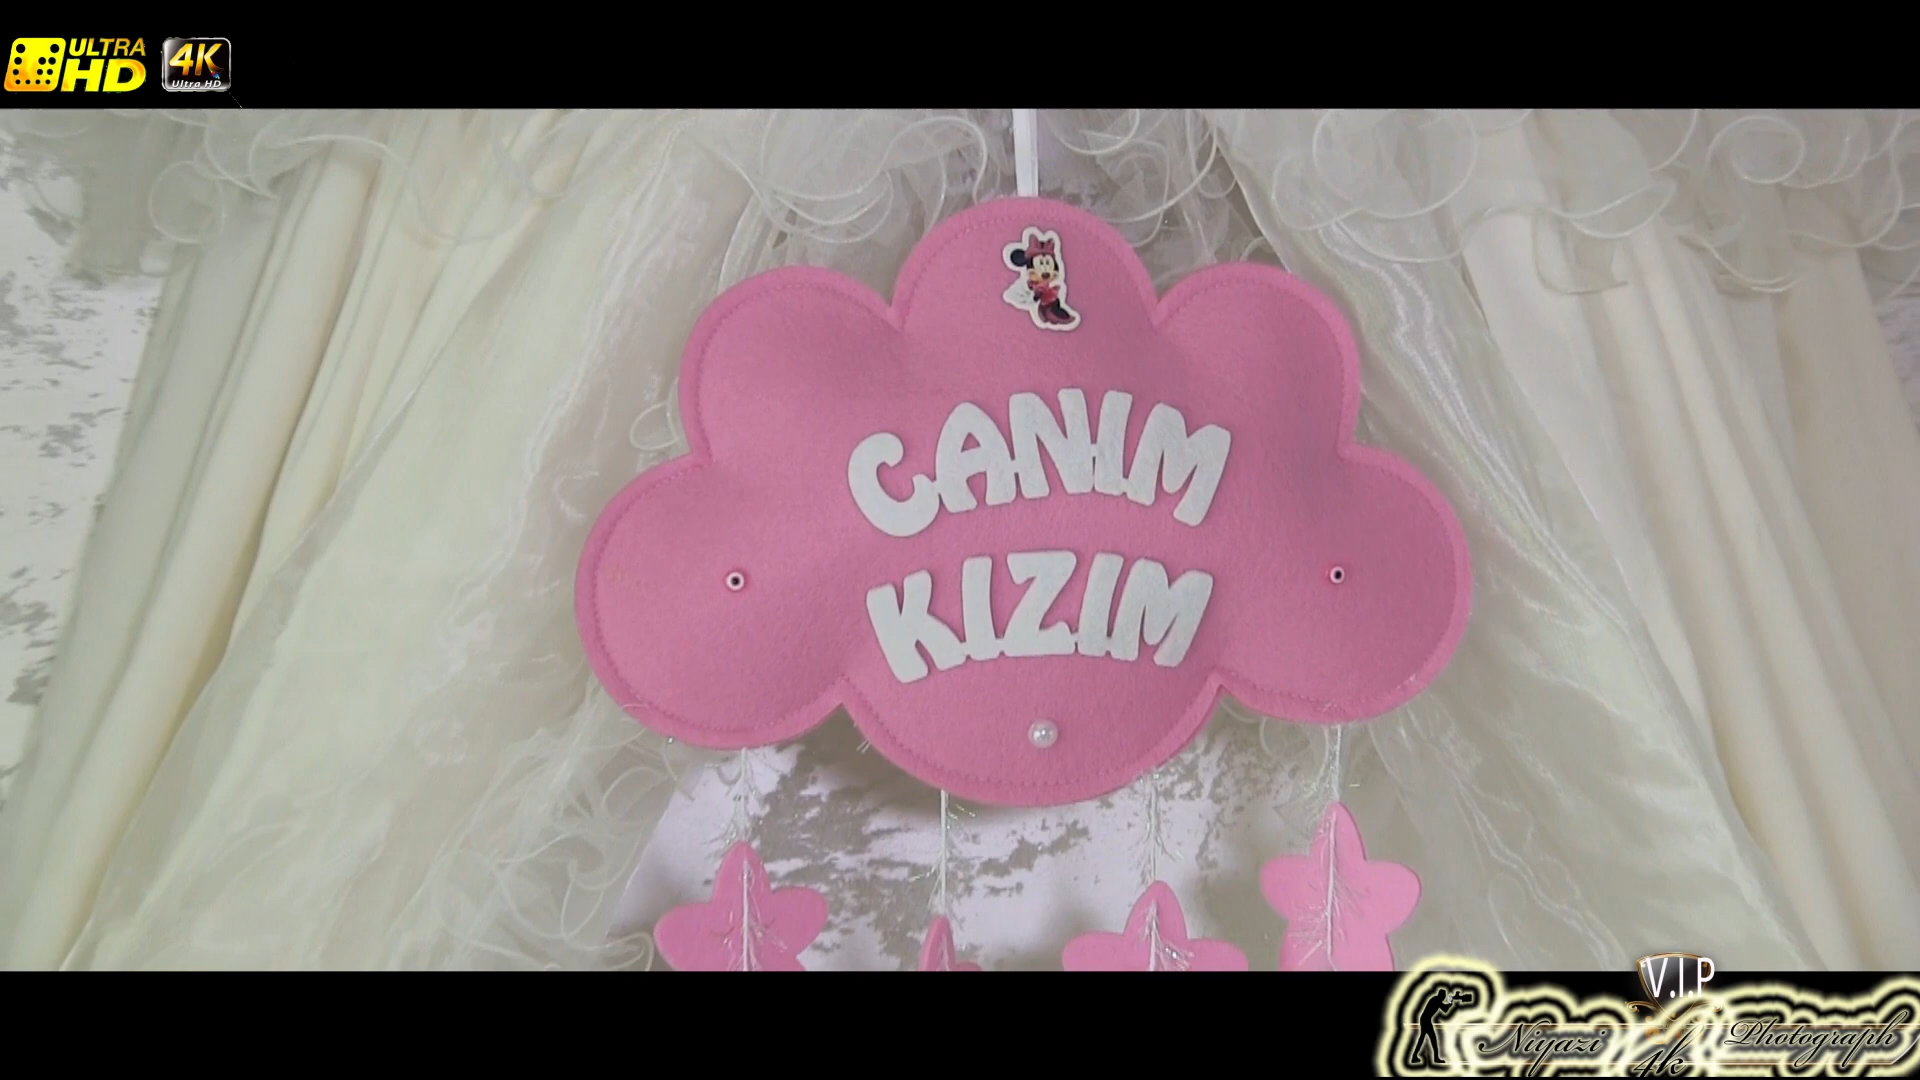 ULTRA
HD
4K
Ultra HD
CANIM
KIZIM
V.I.P
Niyazi 4k Photograph